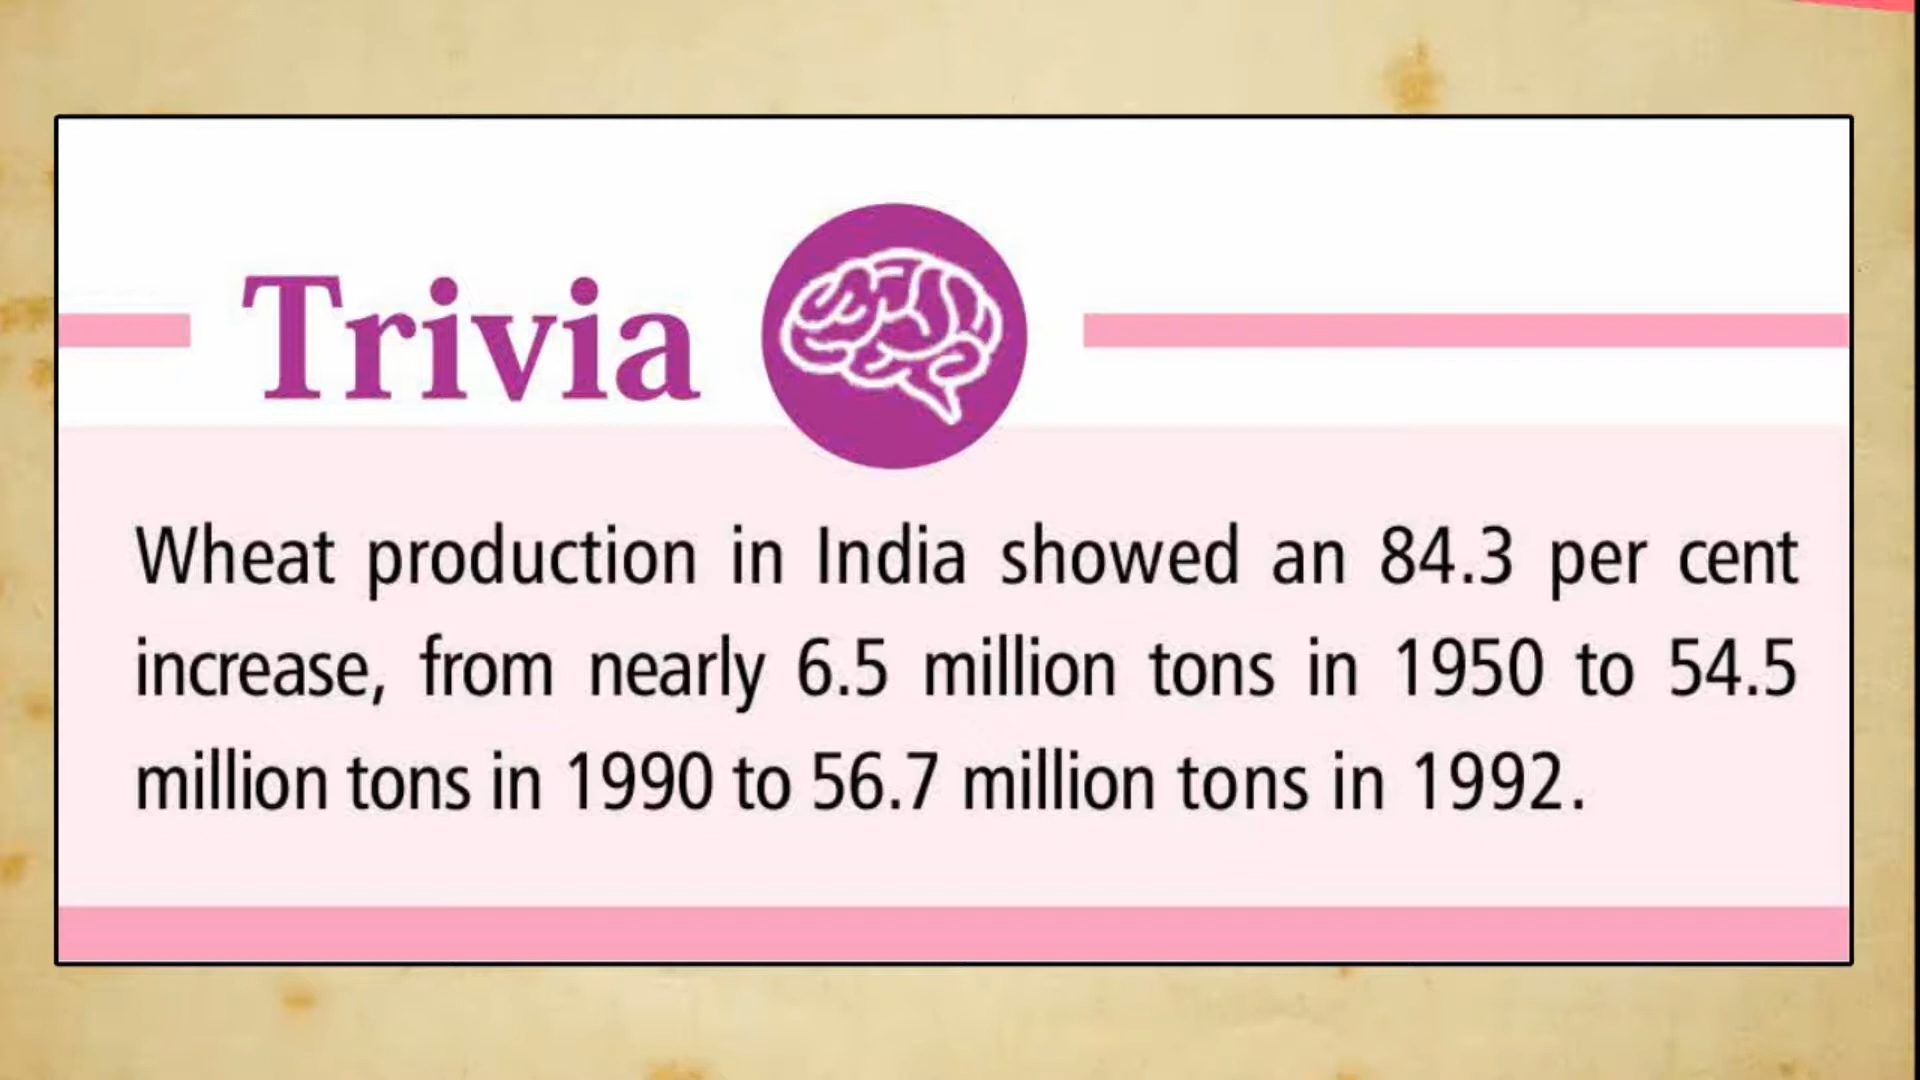 Trivia
Wheat production in India showed an 84.3 per cent
increase, from nearly 6.5 million tons in 1950 to 54.5
million tons in 1990 to 56.7 million tons in 1992.